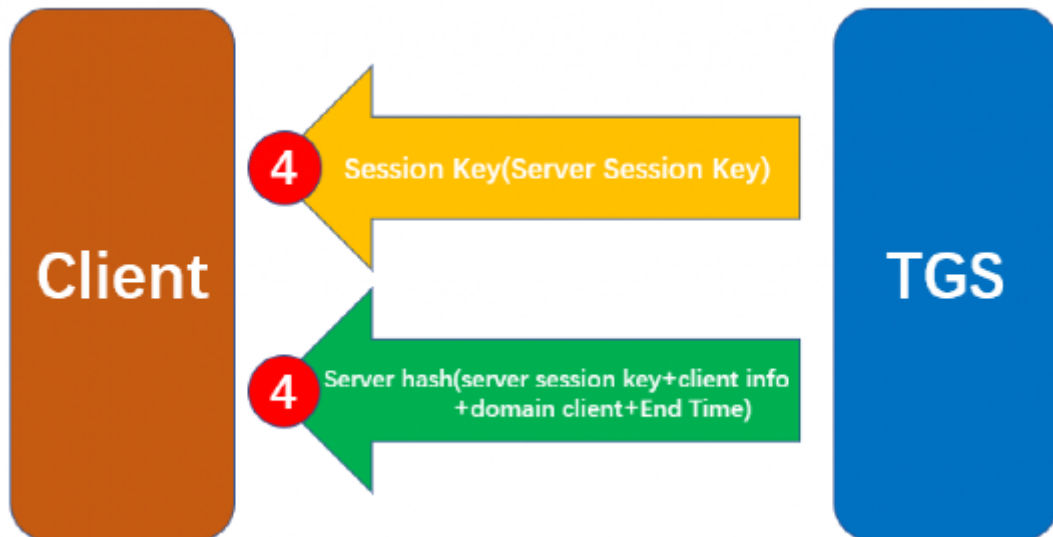 Client
4
Session Key(Server Session Key)
4
Server hash(server session key+client info
+domain client+End Time)
TGS